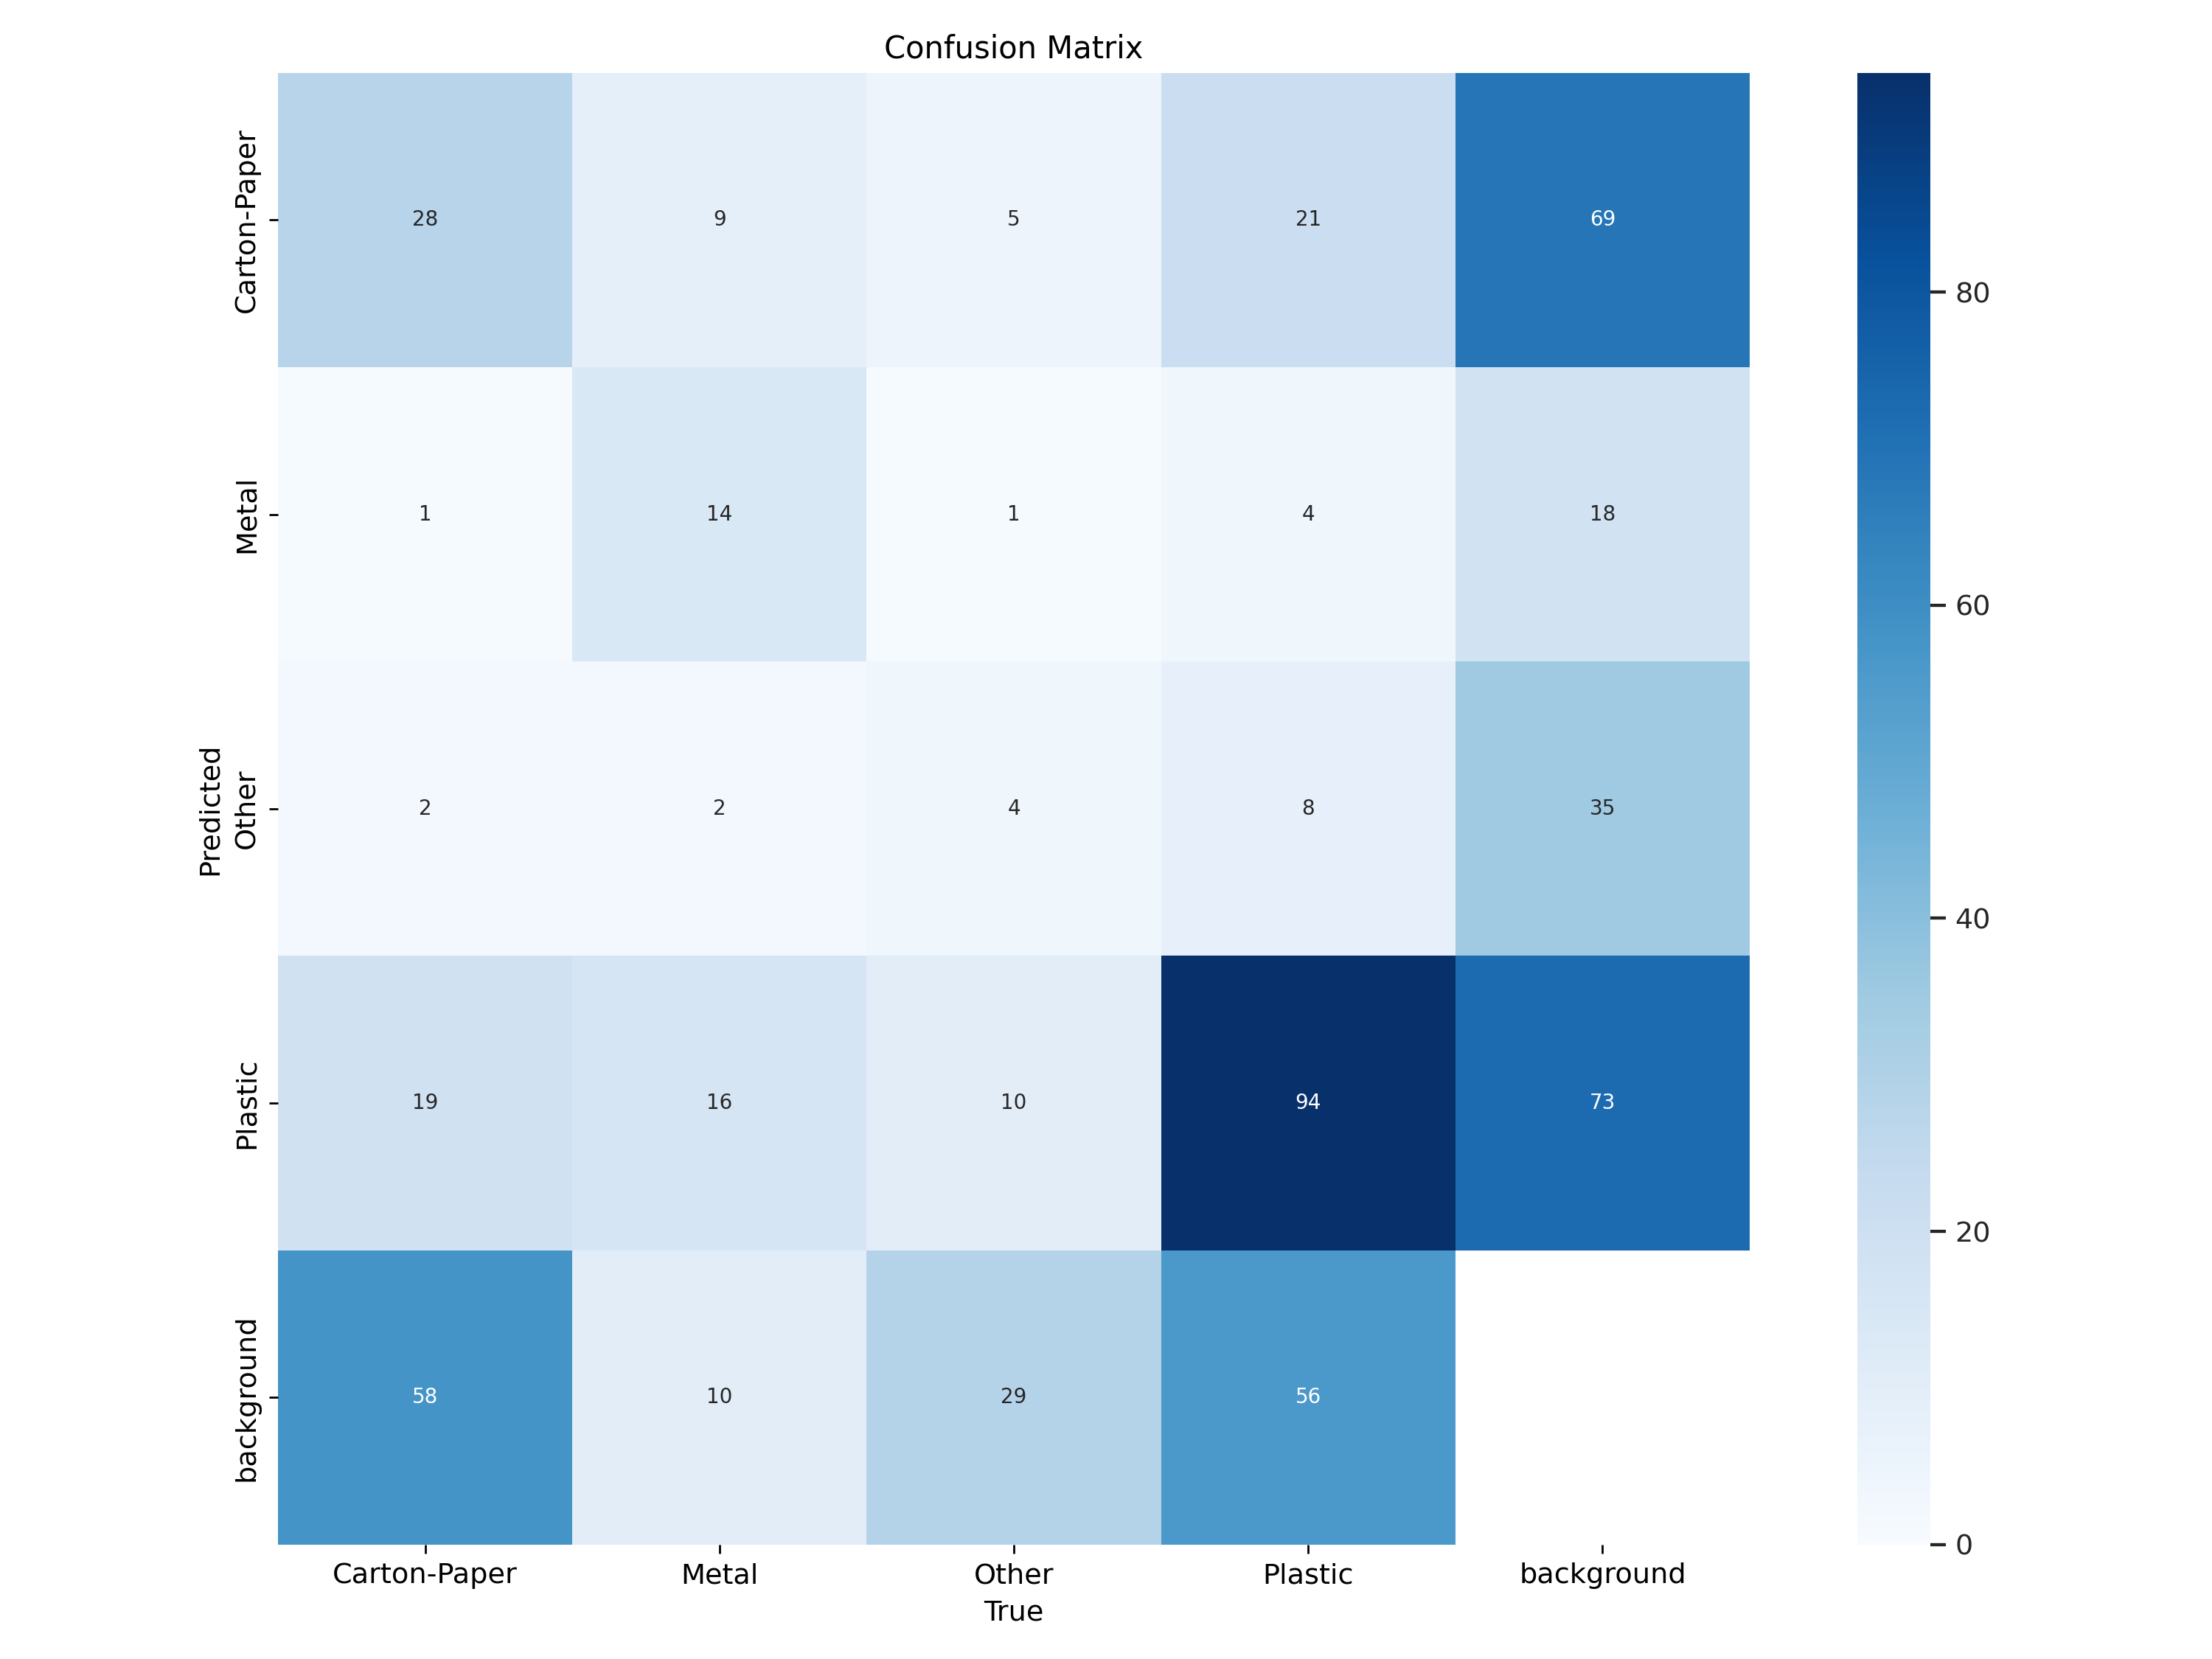 Confusion Matrix
Carton-Paper
28 9 5 21 69
80
Metal
1 14 1 4 18
60
Predicted
Other
2 2 4 8 35
40
Plastic
19 16 10 94 73
20
background
58 10 29 56
0
Carton-Paper Metal Other Plastic background
True